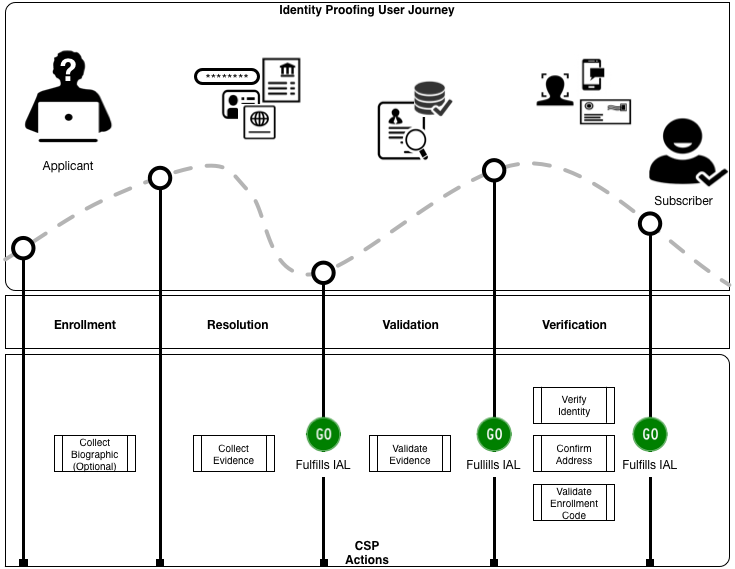 Identity Proofing User Journey
?
********
Applicant
Subscriber
Enrollment
Resolution
Validation
Verification
Collect
Biographic
(Optional)
Collect
Evidence
GO
Fulfills IAL
Validate
Evidence
GO
Fullills IAL
Verify
Identity
Confirm
Address
Validate
Enrollment
Code
GO
Fulfills IAL
CSP
Actions